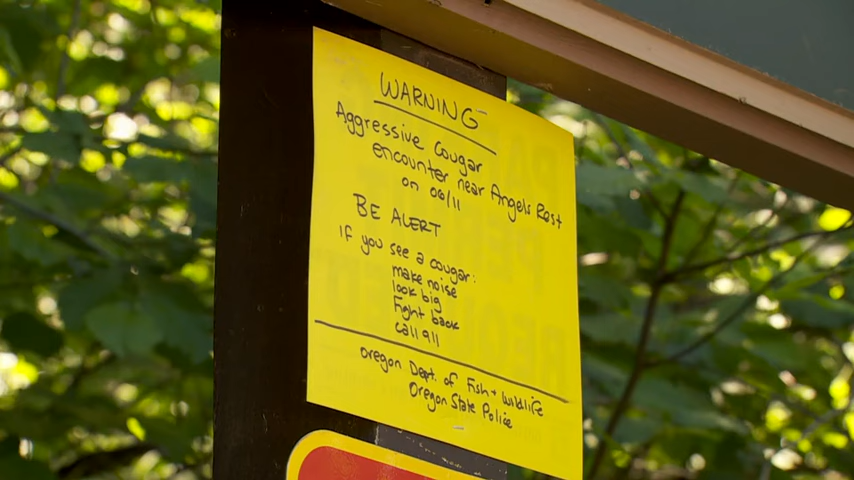 WARNING
Aggressive Cougar
encounter near Angels Rest
on 06/11
BE ALERT
If you see a cougar:
make noise
look big
Fight back
call 911
Oregon Dept. of Fish + Wildlife
Oregon State Police